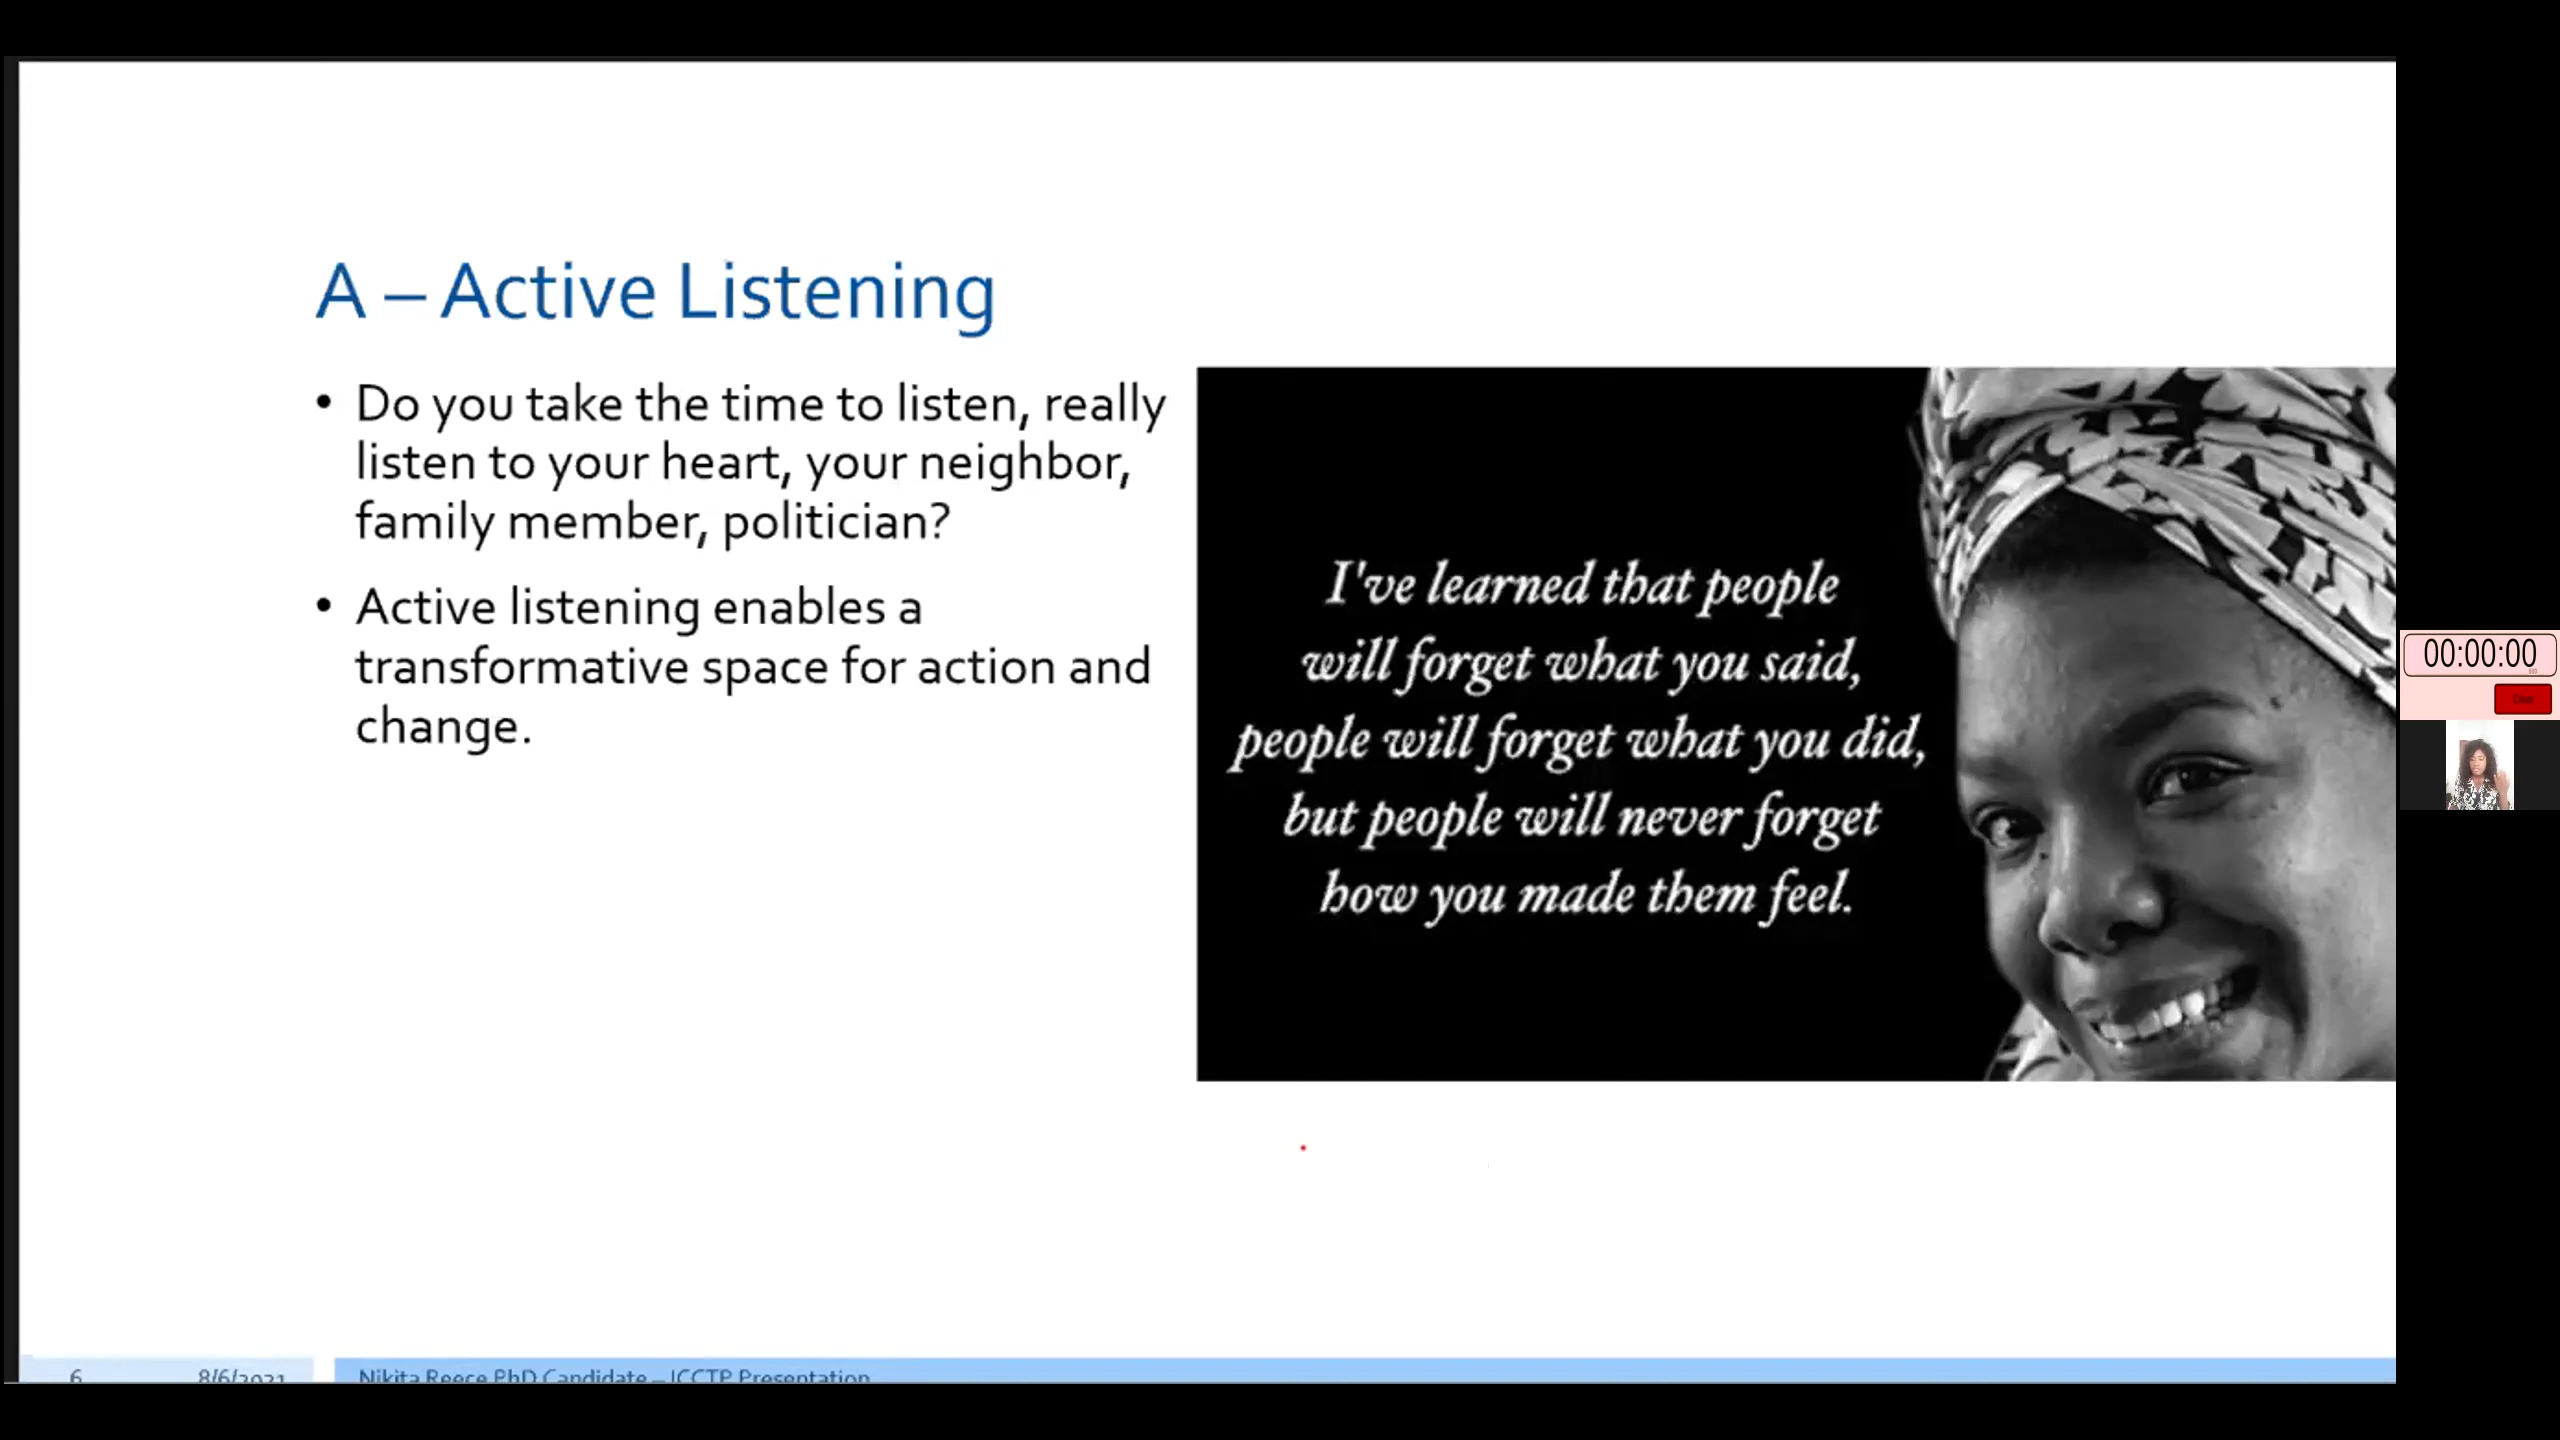 A – Active Listening
• Do you take the time to listen, really
listen to your heart, your neighbor,
family member, politician?
• Active listening enables a
transformative space for action and
change.
I've learned that people
will forget what you said,
people will forget what you did,
but people will never forget
how you made them feel.
00:00:00
6 8/6/2021 Nikita Reece PhD Candidate – ICCTP Presentation